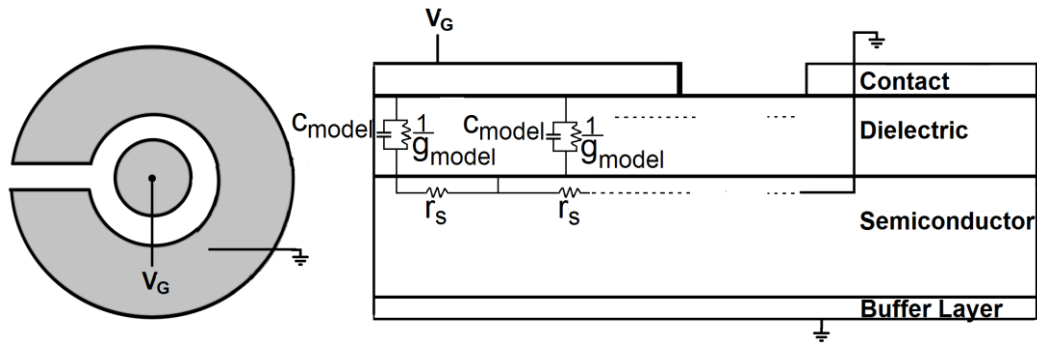 V_G
V_G
Contact
c_model
1
g_model
c_model
1
g_model
Dielectric
r_s
r_s
Semiconductor
Buffer Layer